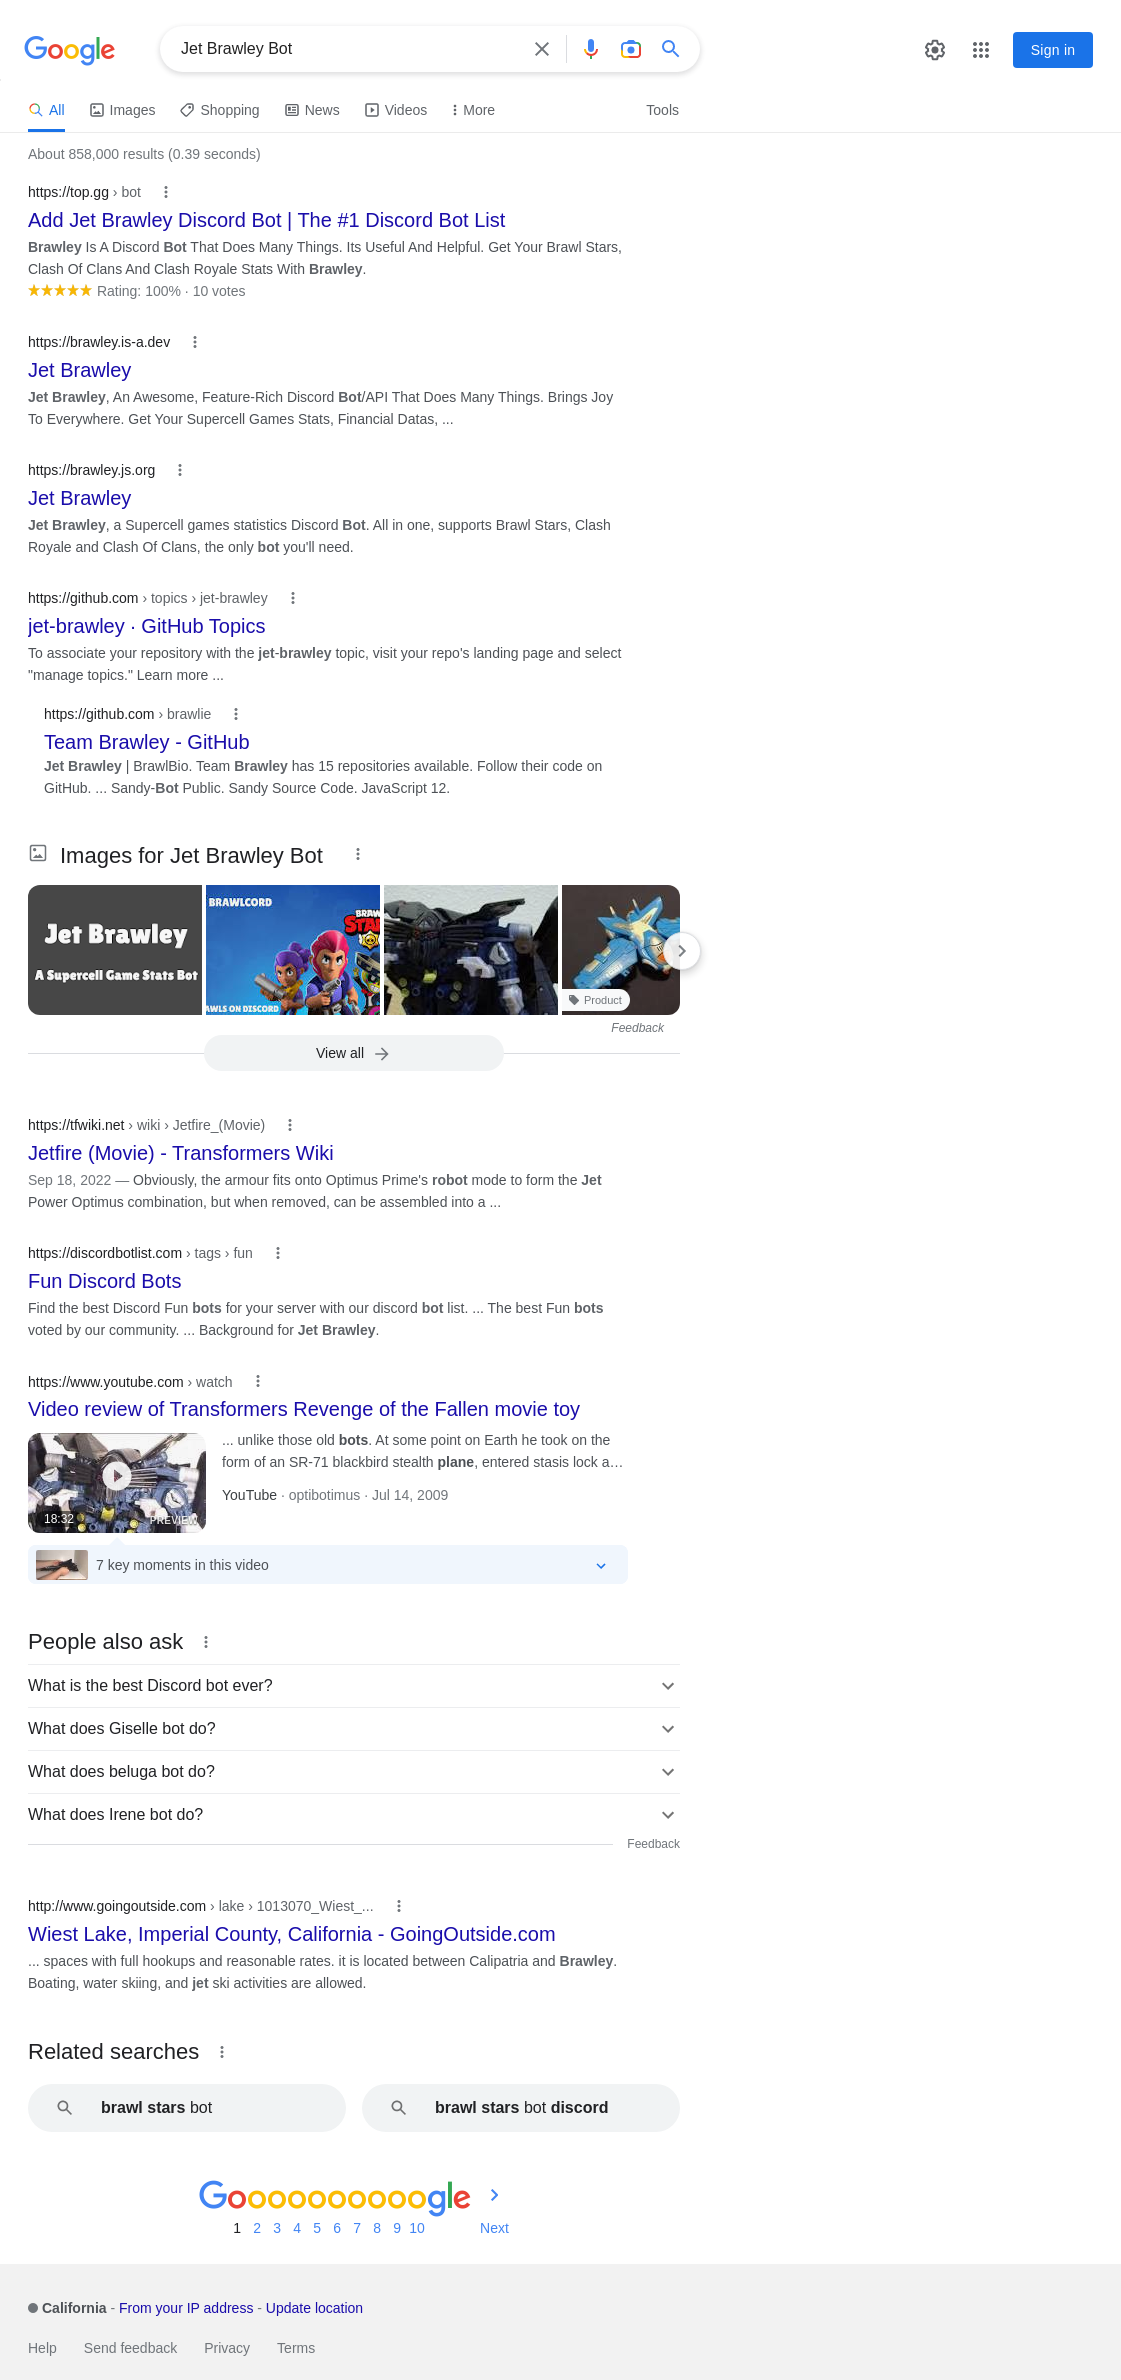 Google
Jet Brawley Bot
Sign in
All
Images
Shopping
News
Videos
More
Tools
About 858,000 results (0.39 seconds)
https://top.gg › bot
Add Jet Brawley Discord Bot | The #1 Discord Bot List
Brawley Is A Discord Bot That Does Many Things. Its Useful And Helpful. Get Your Brawl Stars,
Clash Of Clans And Clash Royale Stats With Brawley.
Rating: 100% · 10 votes
https://brawley.is-a.dev
Jet Brawley
Jet Brawley, An Awesome, Feature-Rich Discord Bot/API That Does Many Things. Brings Joy
To Everywhere. Get Your Supercell Games Stats, Financial Datas, ...
https://brawley.js.org
Jet Brawley
Jet Brawley, a Supercell games statistics Discord Bot. All in one, supports Brawl Stars, Clash
Royale and Clash Of Clans, the only bot you'll need.
https://github.com › topics › jet-brawley
jet-brawley · GitHub Topics
To associate your repository with the jet-brawley topic, visit your repo's landing page and select
"manage topics." Learn more ...
https://github.com › brawlie
Team Brawley - GitHub
Jet Brawley | BrawlBio. Team Brawley has 15 repositories available. Follow their code on
GitHub. ... Sandy-Bot Public. Sandy Source Code. JavaScript 12.
Images for Jet Brawley Bot
Jet Brawley
A Supercell Game Stats Bot
BRAWLCORD
BRAW
STA
AWLS ON DISCORD
Product
Feedback
View all
https://tfwiki.net › wiki › Jetfire_(Movie)
Jetfire (Movie) - Transformers Wiki
Sep 18, 2022 — Obviously, the armour fits onto Optimus Prime's robot mode to form the Jet
Power Optimus combination, but when removed, can be assembled into a ...
https://discordbotlist.com › tags › fun
Fun Discord Bots
Find the best Discord Fun bots for your server with our discord bot list. ... The best Fun bots
voted by our community. ... Background for Jet Brawley.
https://www.youtube.com › watch
Video review of Transformers Revenge of the Fallen movie toy
... unlike those old bots. At some point on Earth he took on the
form of an SR-71 blackbird stealth plane, entered stasis lock a…
YouTube · optibotimus · Jul 14, 2009
18:32
PREVIEW
7 key moments in this video
People also ask
What is the best Discord bot ever?
What does Giselle bot do?
What does beluga bot do?
What does Irene bot do?
Feedback
http://www.goingoutside.com › lake › 1013070_Wiest_...
Wiest Lake, Imperial County, California - GoingOutside.com
... spaces with full hookups and reasonable rates. it is located between Calipatria and Brawley.
Boating, water skiing, and jet ski activities are allowed.
Related searches
brawl stars bot
brawl stars bot discord
Goooooooooogle
1 2 3 4 5 6 7 8 9 10 Next
California - From your IP address - Update location
Help
Send feedback
Privacy
Terms